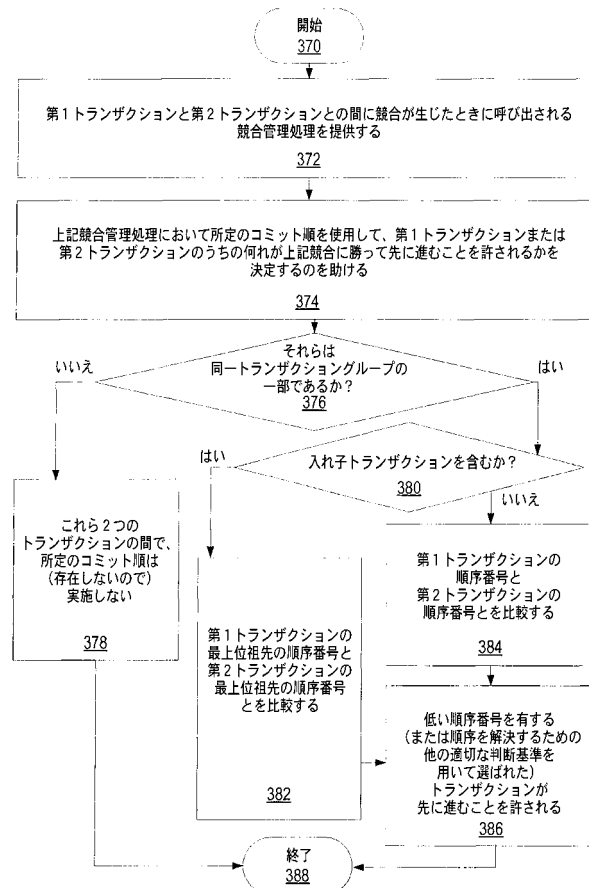 開始
370
第1トランザクションと第2トランザクションとの間に競合が生じたときに呼び出される
競合管理処理を提供する
372
上記競合管理処理において所定のコミット順を使用して、第1トランザクションまたは
第2トランザクションのうちの何れが上記競合に勝って先に進むことを許されるかを
決定するのを助ける
374
それらは
同一トランザクショングループの
一部であるか？
376
いいえ
はい
入れ子トランザクションを含むか？
380
はい
いいえ
これら2つの
トランザクションの間で、
所定のコミット順は
(存在しないので)
実施しない
378
第1トランザクションの
最上位祖先の順序番号と
第2トランザクションの
最上位祖先の順序番号
とを比較する
382
第1トランザクションの
順序番号と
第2トランザクションの
順序番号とを比較する
384
低い順序番号を有する
(または順序を解決するための
他の適切な判断基準を
用いて選ばれた)
トランザクションが
先に進むことを許される
386
終了
388